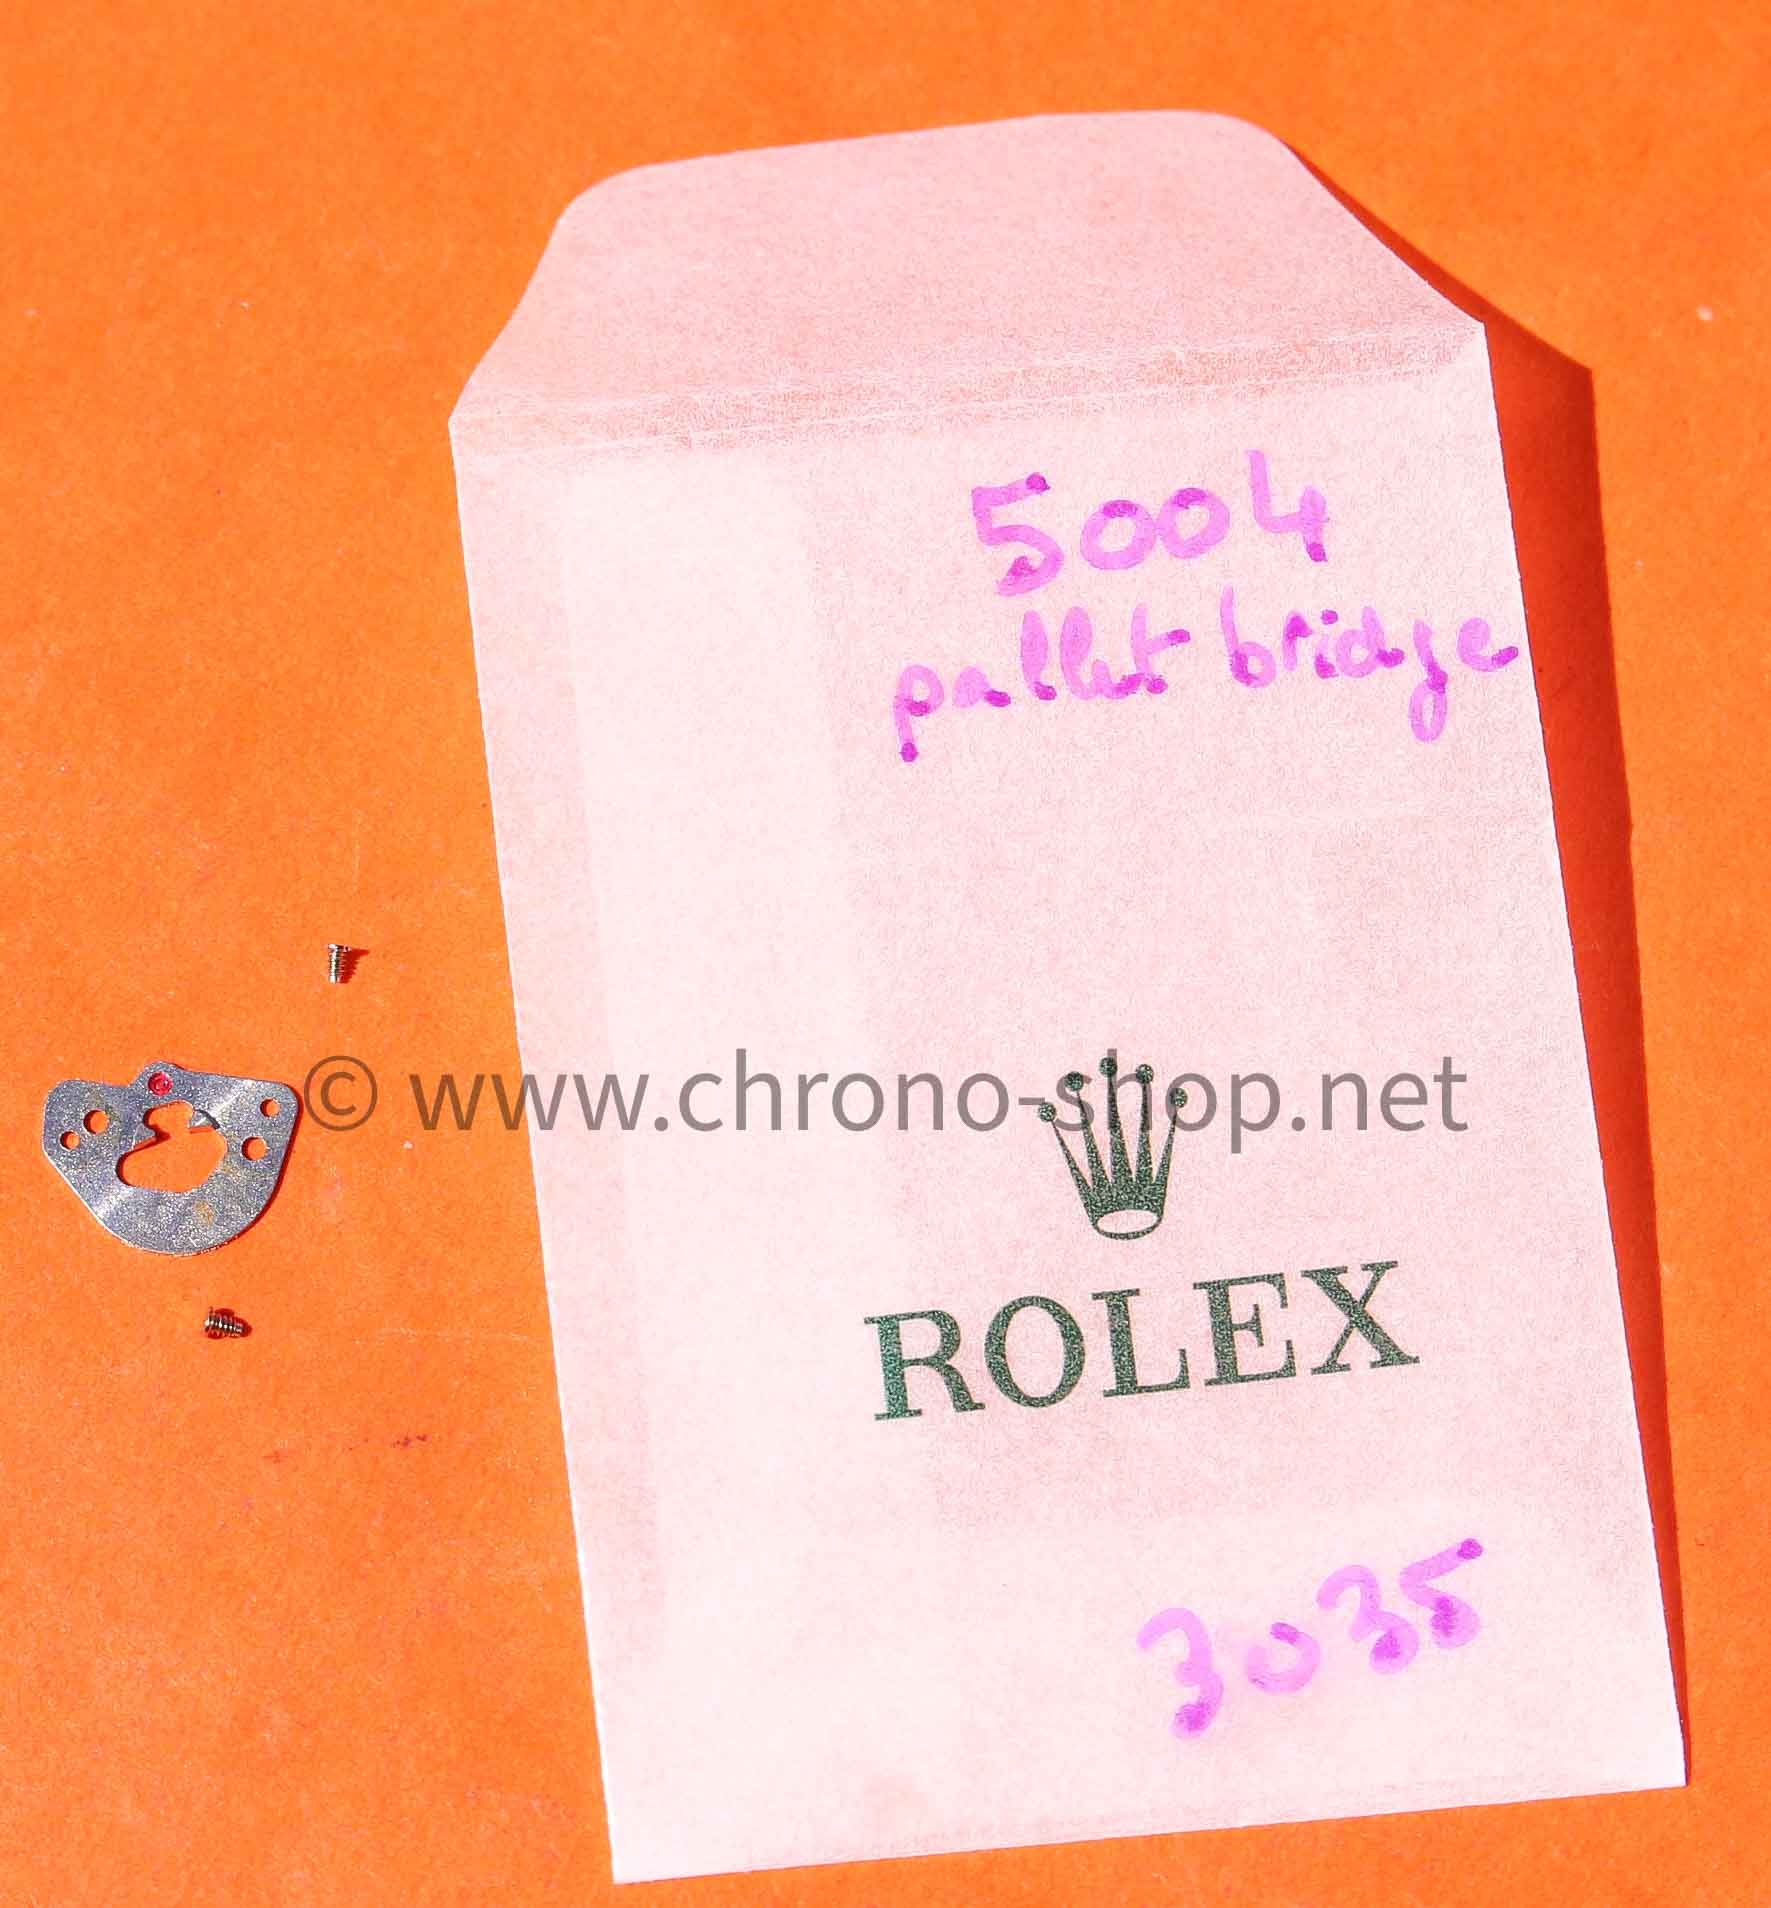 5004
pallet bridge
© www.chrono-shop.net
ROLEX
3035